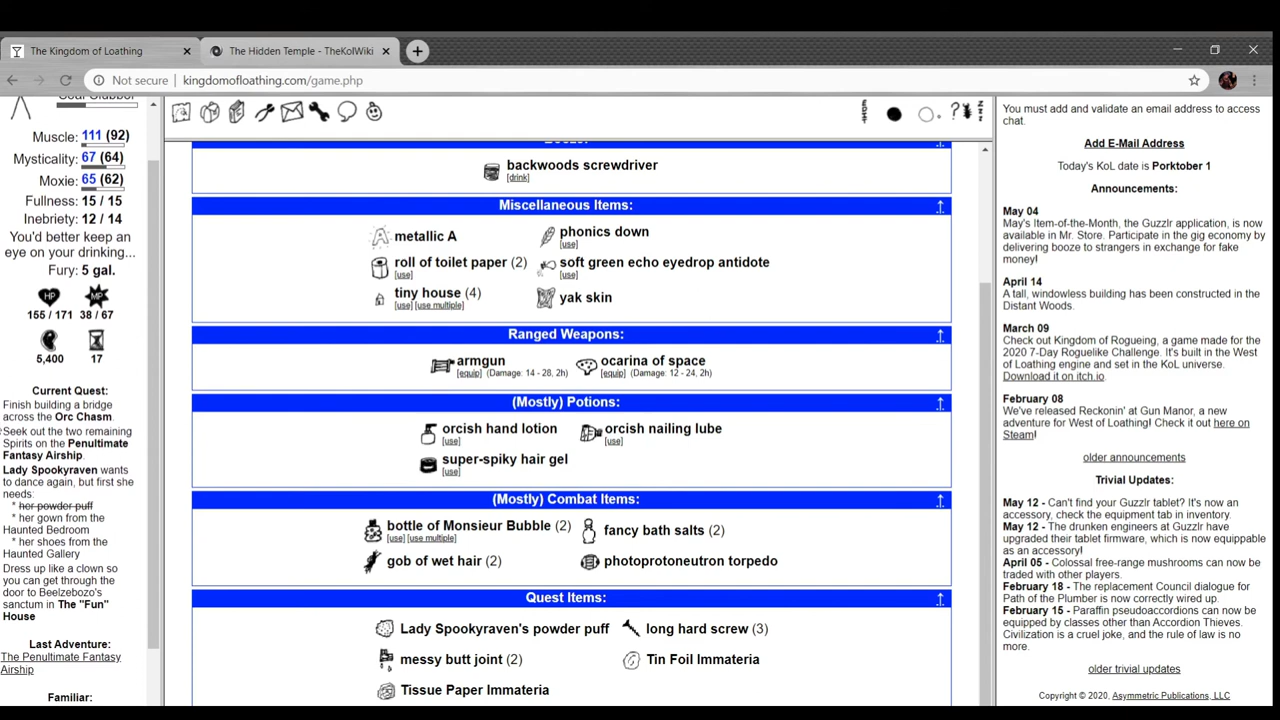 The Kingdom of Loathing
The Hidden Temple - TheKolWiki
Not secure | kingdomofloathing.com/game.php
Muscle: 111 (92)
Mysticality: 67 (64)
Moxie: 65 (62)
Fullness: 15 / 15
Inebriety: 12 / 14
You'd better keep an
eye on your drinking...
Fury: 5 gal.
HP MP
155 / 171 38 / 67
5,400 17
Current Quest:
Finish building a bridge
across the Orc Chasm.
Seek out the two remaining
Spirits on the Penultimate
Fantasy Airship.
Lady Spookyraven wants
to dance again, but first she
needs:
* her powder puff
* her gown from the
Haunted Bedroom
* her shoes from the
Haunted Gallery
Dress up like a clown so
you can get through the
door to Beelzebozo's
sanctum in The "Fun"
House
Last Adventure:
The Penultimate Fantasy
Airship
Familiar:
backwoods screwdriver
[drink]
Miscellaneous Items:
metallic A
phonics down
[use]
roll of toilet paper (2)
[use]
soft green echo eyedrop antidote
[use]
tiny house (4)
[use] [use multiple]
yak skin
Ranged Weapons:
armgun
[equip] (Damage: 14 - 28, 2h)
ocarina of space
[equip] (Damage: 12 - 24, 2h)
(Mostly) Potions:
orcish hand lotion
[use]
orcish nailing lube
[use]
super-spiky hair gel
[use]
(Mostly) Combat Items:
bottle of Monsieur Bubble (2)
[use] [use multiple]
fancy bath salts (2)
gob of wet hair (2)
photoprotoneutron torpedo
Quest Items:
Lady Spookyraven's powder puff
long hard screw (3)
messy butt joint (2)
Tin Foil Immateria
Tissue Paper Immateria
You must add and validate an email address to access
chat.
Add E-Mail Address
Today's KoL date is Porktober 1
Announcements:
May 04
May's Item-of-the-Month, the Guzzlr application, is now
available in Mr. Store. Participate in the gig economy by
delivering booze to strangers in exchange for fake
money!
April 14
A tall, windowless building has been constructed in the
Distant Woods.
March 09
Check out Kingdom of Rogueing, a game made for the
2020 7-Day Roguelike Challenge. It's built in the West
of Loathing engine and set in the KoL universe.
Download it on itch.io.
February 08
We've released Reckonin' at Gun Manor, a new
adventure for West of Loathing! Check it out here on
Steam!
older announcements
Trivial Updates:
May 12 - Can't find your Guzzlr tablet? It's now an
accessory, check the equipment tab in inventory.
May 12 - The drunken engineers at Guzzlr have
upgraded their tablet firmware, which is now equippable
as an accessory!
April 05 - Colossal free-range mushrooms can now be
traded with other players.
February 18 - The replacement Council dialogue for
Path of the Plumber is now correctly wired up.
February 15 - Paraffin pseudoaccordions can now be
equipped by classes other than Accordion Thieves.
Civilization is a cruel joke, and the rule of law is no
more.
older trivial updates
Copyright © 2020, Asymmetric Publications, LLC